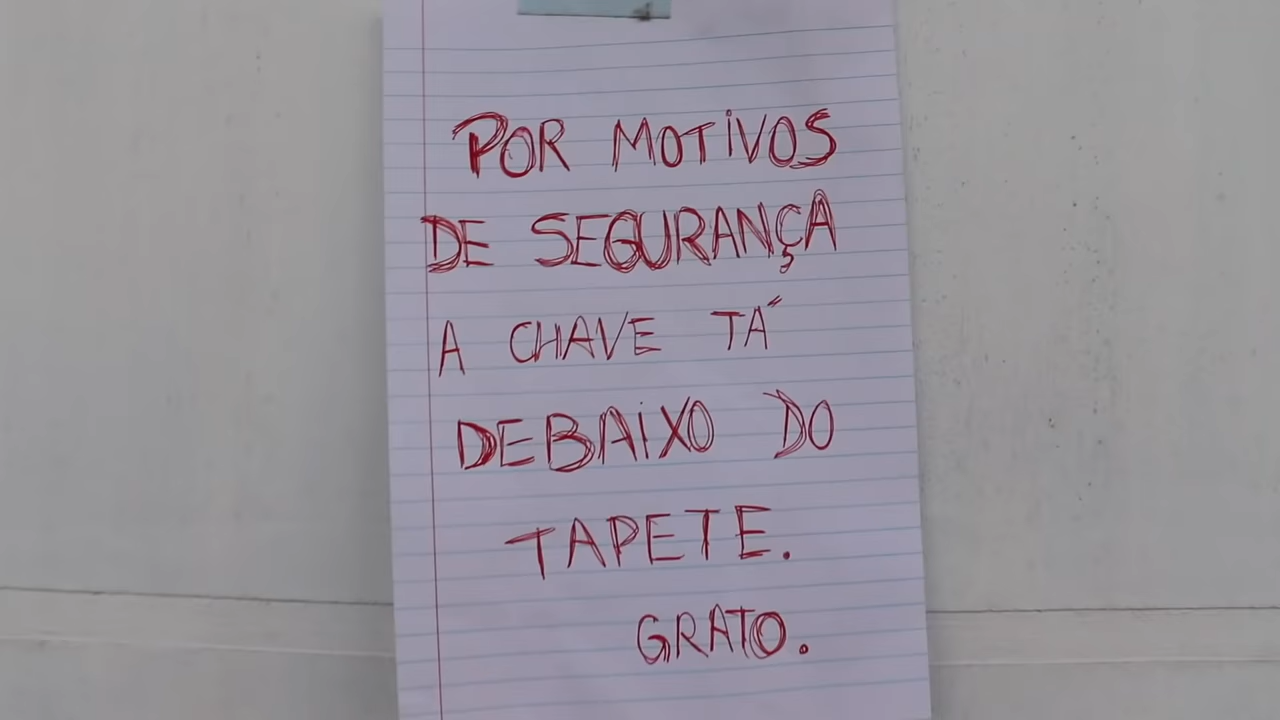 POR MOTIVOS
DE SEGURANÇA
A CHAVE TÁ
DEBAIXO DO
TAPETE.
GRATO.